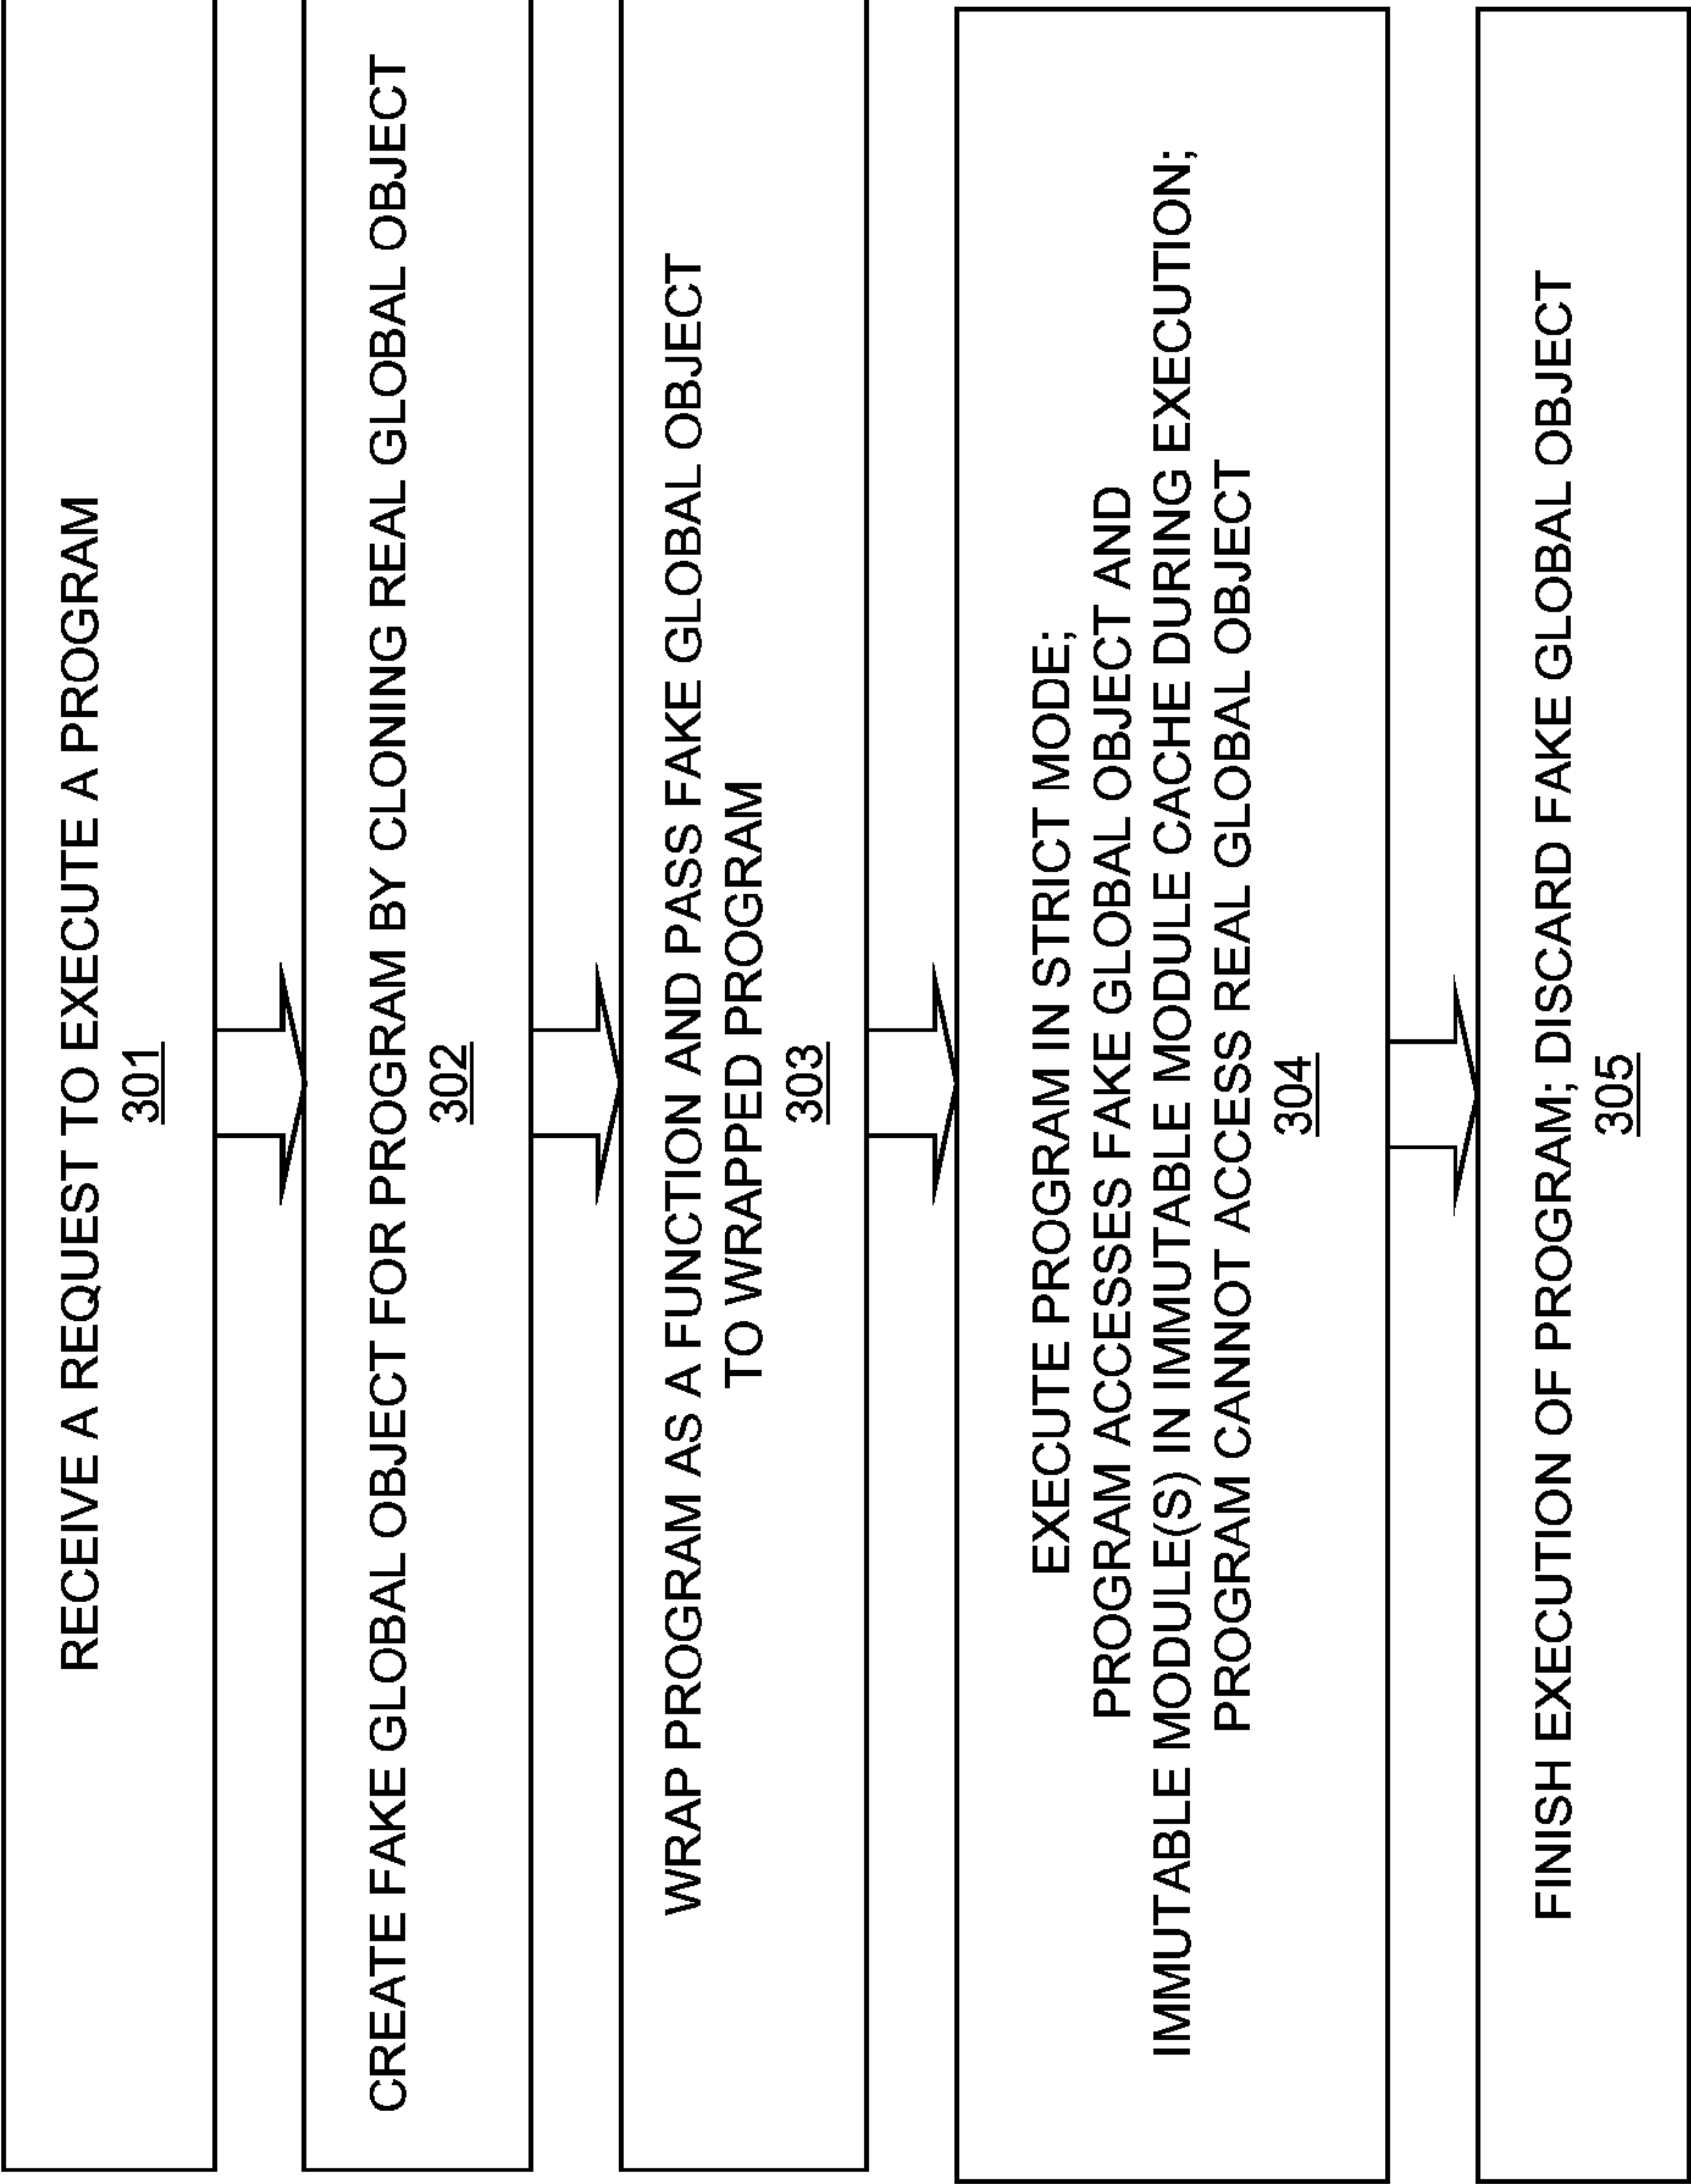 RECEIVE A REQUEST TO EXECUTE A PROGRAM
301
CREATE FAKE GLOBAL OBJECT FOR PROGRAM BY CLONING REAL GLOBAL OBJECT
302
WRAP PROGRAM AS A FUNCTION AND PASS FAKE GLOBAL OBJECT
TO WRAPPED PROGRAM
303
EXECUTE PROGRAM IN STRICT MODE;
PROGRAM ACCESSES FAKE GLOBAL OBJECT AND
IMMUTABLE MODULE(S) IN IMMUTABLE MODULE CACHE DURING EXECUTION;
PROGRAM CANNOT ACCESS REAL GLOBAL OBJECT
304
FINISH EXECUTION OF PROGRAM; DISCARD FAKE GLOBAL OBJECT
305